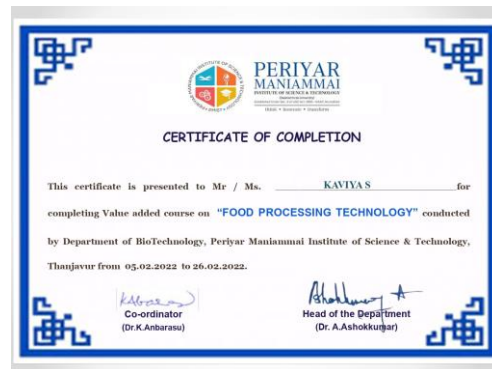 PERIYAR
MANIAMMAI
INSTITUTE OF SCIENCE & TECHNOLOGY
CERTIFICATE OF COMPLETION
This certificate is presented to Mr / Ms. KAVIYA S for
completing Value added course on "FOOD PROCESSING TECHNOLOGY" conducted
by Department of BioTechnology, Periyar Maniammai Institute of Science & Technology,
Thanjavur from 05.02.2022 to 26.02.2022.
Co-ordinator
(Dr.K.Anbarasu)
Head of the Department
(Dr. A.Ashokkumar)